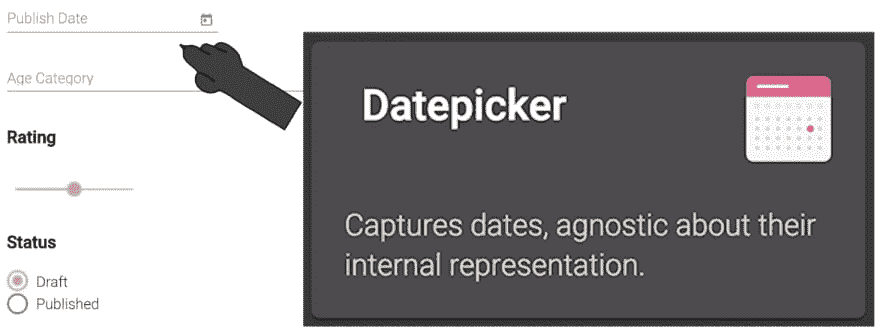 Publish Date
Age Category
Rating
Status
Draft
Published
Datepicker
Captures dates, agnostic about their
internal representation.